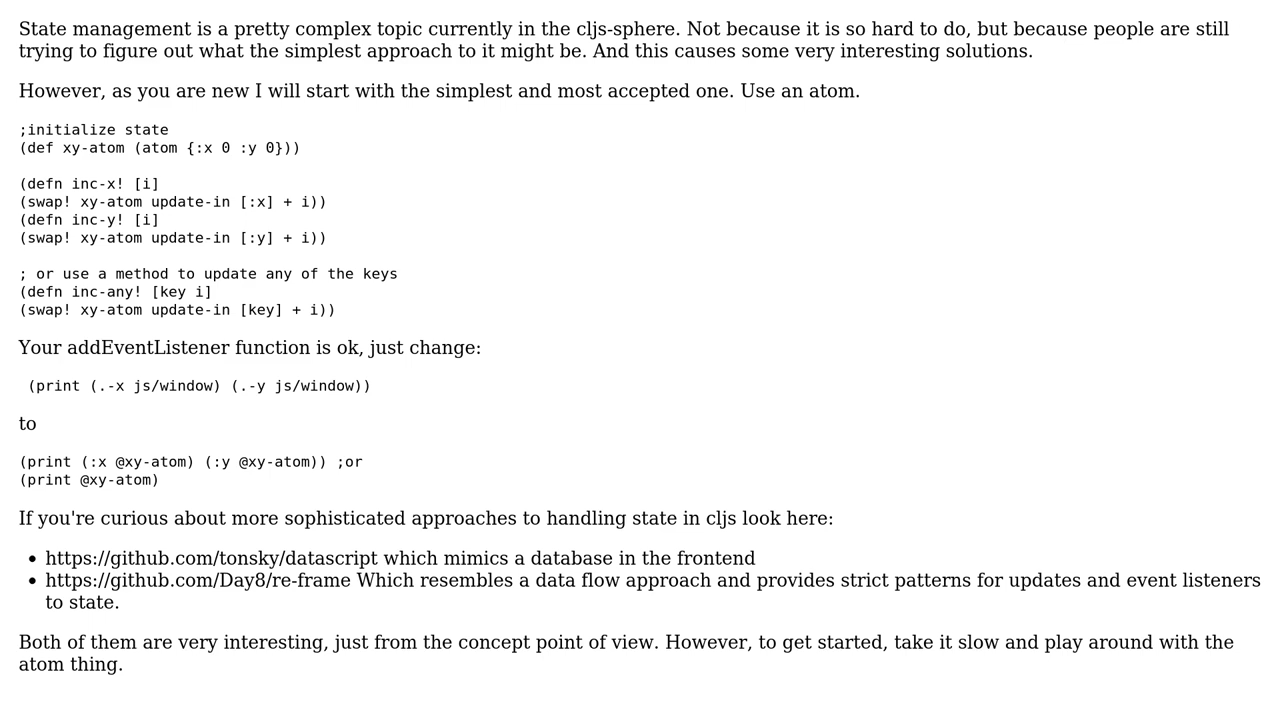 State management is a pretty complex topic currently in the cljs-sphere. Not because it is so hard to do, but because people are still
trying to figure out what the simplest approach to it might be. And this causes some very interesting solutions.
However, as you are new I will start with the simplest and most accepted one. Use an atom.
;initialize state
(def xy-atom (atom {:x 0 :y 0}))
(defn inc-x! [i]
(swap! xy-atom update-in [:x] + i))
(defn inc-y! [i]
(swap! xy-atom update-in [:y] + i))
; or use a method to update any of the keys
(defn inc-any! [key i]
(swap! xy-atom update-in [key] + i))
Your addEventListener function is ok, just change:
(print (.-x js/window) (.-y js/window))
to
(print (:x @xy-atom) (:y @xy-atom)) ;or
(print @xy-atom)
If you're curious about more sophisticated approaches to handling state in cljs look here:
• https://github.com/tonsky/datascript which mimics a database in the frontend
• https://github.com/Day8/re-frame Which resembles a data flow approach and provides strict patterns for updates and event listeners
to state.
Both of them are very interesting, just from the concept point of view. However, to get started, take it slow and play around with the
atom thing.